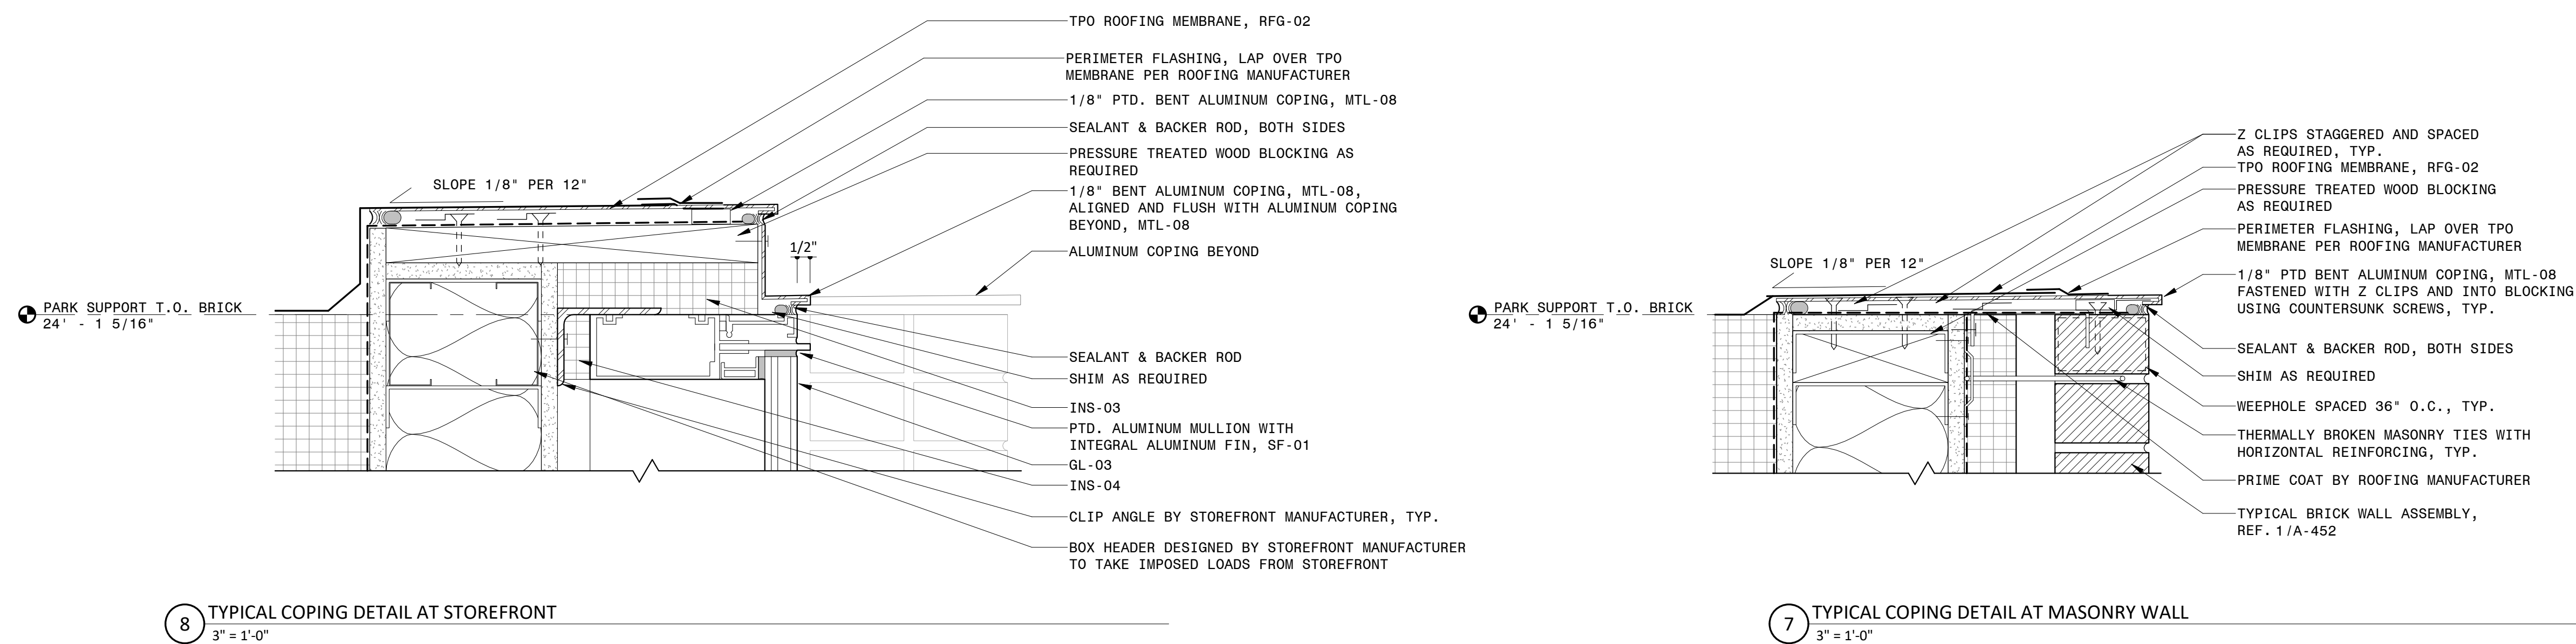 TPO ROOFING MEMBRANE, RFG-02
PERIMETER FLASHING, LAP OVER TPO
MEMBRANE PER ROOFING MANUFACTURER
1/8" PTD. BENT ALUMINUM COPING, MTL-08
SEALANT & BACKER ROD, BOTH SIDES
PRESSURE TREATED WOOD BLOCKING AS
REQUIRED
1/8" BENT ALUMINUM COPING, MTL-08,
ALIGNED AND FLUSH WITH ALUMINUM COPING
BEYOND, MTL-08
ALUMINUM COPING BEYOND
SLOPE 1/8" PER 12"
1/2"
PARK SUPPORT T.O. BRICK
24' - 1 5/16"
SEALANT & BACKER ROD
SHIM AS REQUIRED
INS-03
PTD. ALUMINUM MULLION WITH
INTEGRAL ALUMINUM FIN, SF-01
GL-03
INS-04
CLIP ANGLE BY STOREFRONT MANUFACTURER, TYP.
BOX HEADER DESIGNED BY STOREFRONT MANUFACTURER
TO TAKE IMPOSED LOADS FROM STOREFRONT
8
TYPICAL COPING DETAIL AT STOREFRONT
3" = 1'-0"
Z CLIPS STAGGERED AND SPACED
AS REQUIRED, TYP.
TPO ROOFING MEMBRANE, RFG-02
PRESSURE TREATED WOOD BLOCKING
AS REQUIRED
PERIMETER FLASHING, LAP OVER TPO
MEMBRANE PER ROOFING MANUFACTURER
1/8" PTD BENT ALUMINUM COPING, MTL-08
FASTENED WITH Z CLIPS AND INTO BLOCKING
USING COUNTERSUNK SCREWS, TYP.
SLOPE 1/8" PER 12"
PARK SUPPORT T.O. BRICK
24' - 1 5/16"
SEALANT & BACKER ROD, BOTH SIDES
SHIM AS REQUIRED
WEEPHOLE SPACED 36" O.C., TYP.
THERMALLY BROKEN MASONRY TIES WITH
HORIZONTAL REINFORCING, TYP.
PRIME COAT BY ROOFING MANUFACTURER
TYPICAL BRICK WALL ASSEMBLY,
REF. 1/A-452
7
TYPICAL COPING DETAIL AT MASONRY WALL
3" = 1'-0"